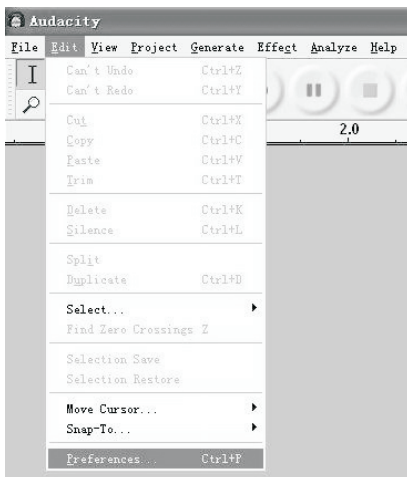 Audacity
File Edit View Project Generate Effect Analyze Help
Can't Undo Ctrl+Z
Can't Redo Ctrl+Y
2.0
Cut Ctrl+X
Copy Ctrl+C
Paste Ctrl+V
Trim Ctrl+T
Delete Ctrl+K
Silence Ctrl+L
Split
Duplicate Ctrl+D
Select...
Find Zero Crossings Z
Selection Save
Selection Restore
Move Cursor...
Snap-To...
Preferences... Ctrl+P